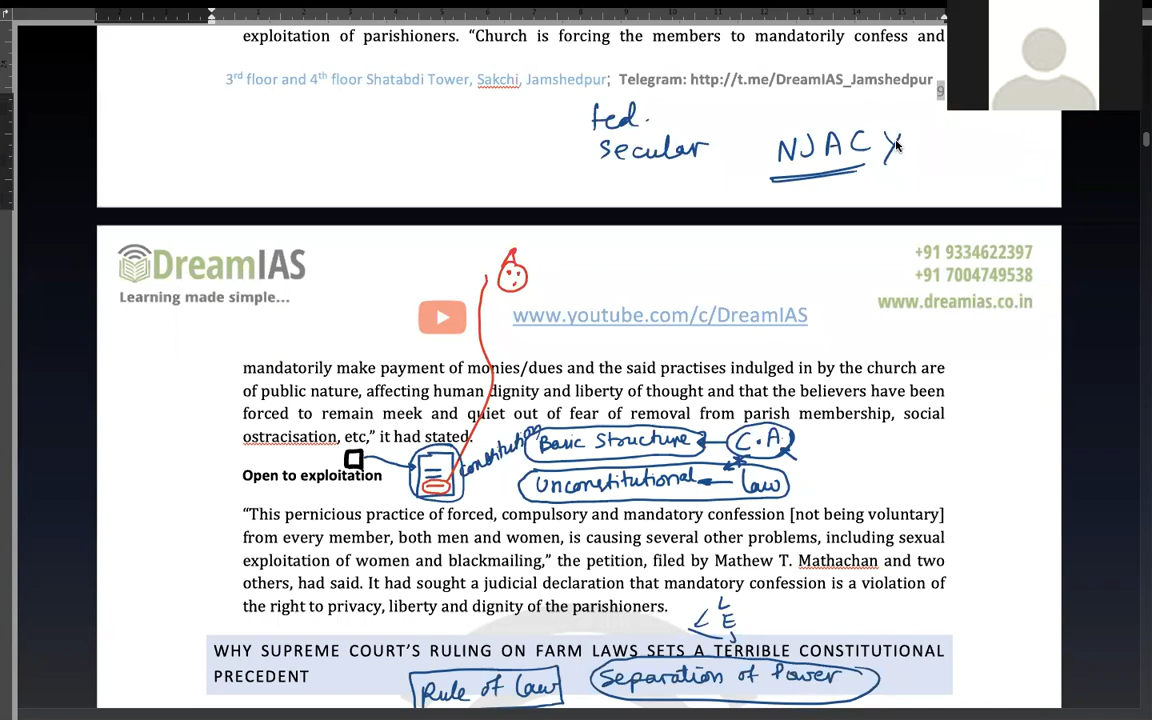 exploitation of parishioners. “Church is forcing the members to mandatorily confess and
3rd floor and 4th floor Shatabdi Tower, Sakchi, Jamshedpur; Telegram: http://t.me/DreamIAS_Jamshedpur
9
fed.
secular
NJAC X
DreamIAS
Learning made simple...
+91 9334622397
+91 7004749538
www.dreamias.co.in
www.youtube.com/c/DreamIAS
mandatorily make payment of monies/dues and the said practises indulged in by the church are
of public nature, affecting human dignity and liberty of thought and that the believers have been
forced to remain meek and quiet out of fear of removal from parish membership, social
ostracisation, etc,” it had stated.
constitution
Basic Structure
C.A
Open to exploitation
Unconstitutional
Law
“This pernicious practice of forced, compulsory and mandatory confession [not being voluntary]
from every member, both men and women, is causing several other problems, including sexual
exploitation of women and blackmailing,” the petition, filed by Mathew T. Mathachan and two
others, had said. It had sought a judicial declaration that mandatory confession is a violation of
the right to privacy, liberty and dignity of the parishioners.
L
E
J
WHY SUPREME COURT’S RULING ON FARM LAWS SETS A TERRIBLE CONSTITUTIONAL
PRECEDENT
Rule of law
Separation of Power